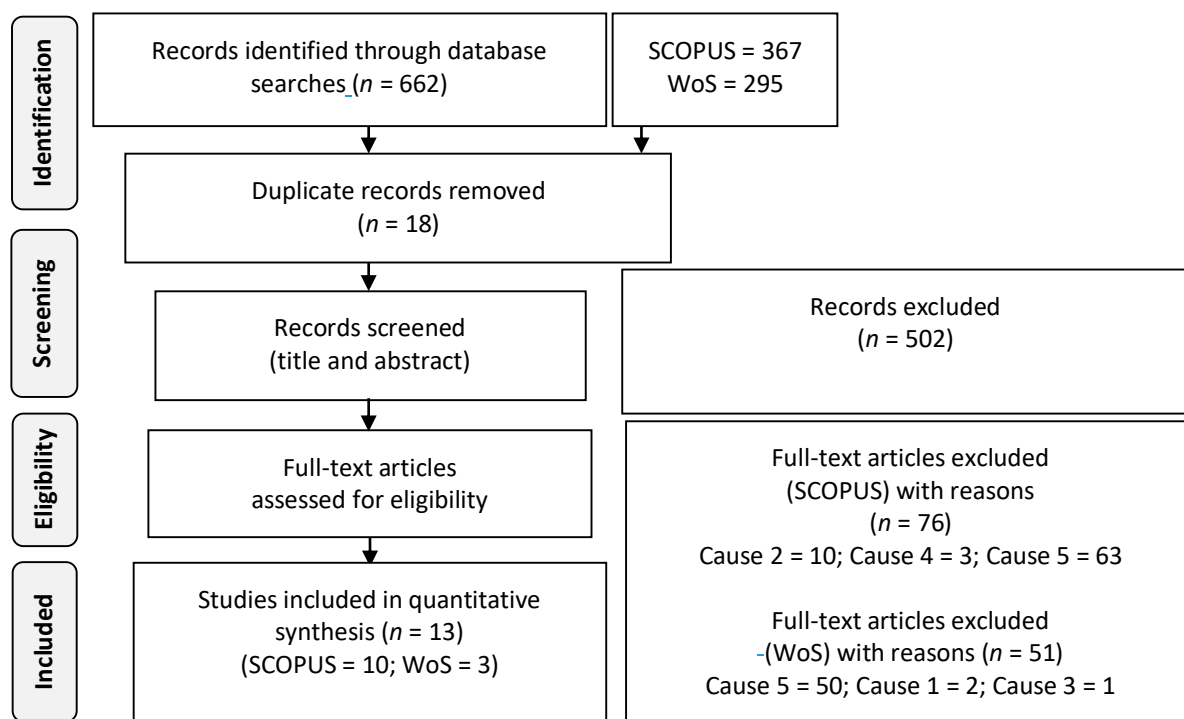 Identification
Records identified through database
searches (n = 662)
SCOPUS = 367
WoS = 295
Duplicate records removed
(n = 18)
Screening
Records screened
(title and abstract)
Records excluded
(n = 502)
Eligibility
Full-text articles
assessed for eligibility
Full-text articles excluded
(SCOPUS) with reasons
(n = 76)
Cause 2 = 10; Cause 4 = 3; Cause 5 = 63
Full-text articles excluded
-(WoS) with reasons (n = 51)
Cause 5 = 50; Cause 1 = 2; Cause 3 = 1
Included
Studies included in quantitative
synthesis (n = 13)
(SCOPUS = 10; WoS = 3)